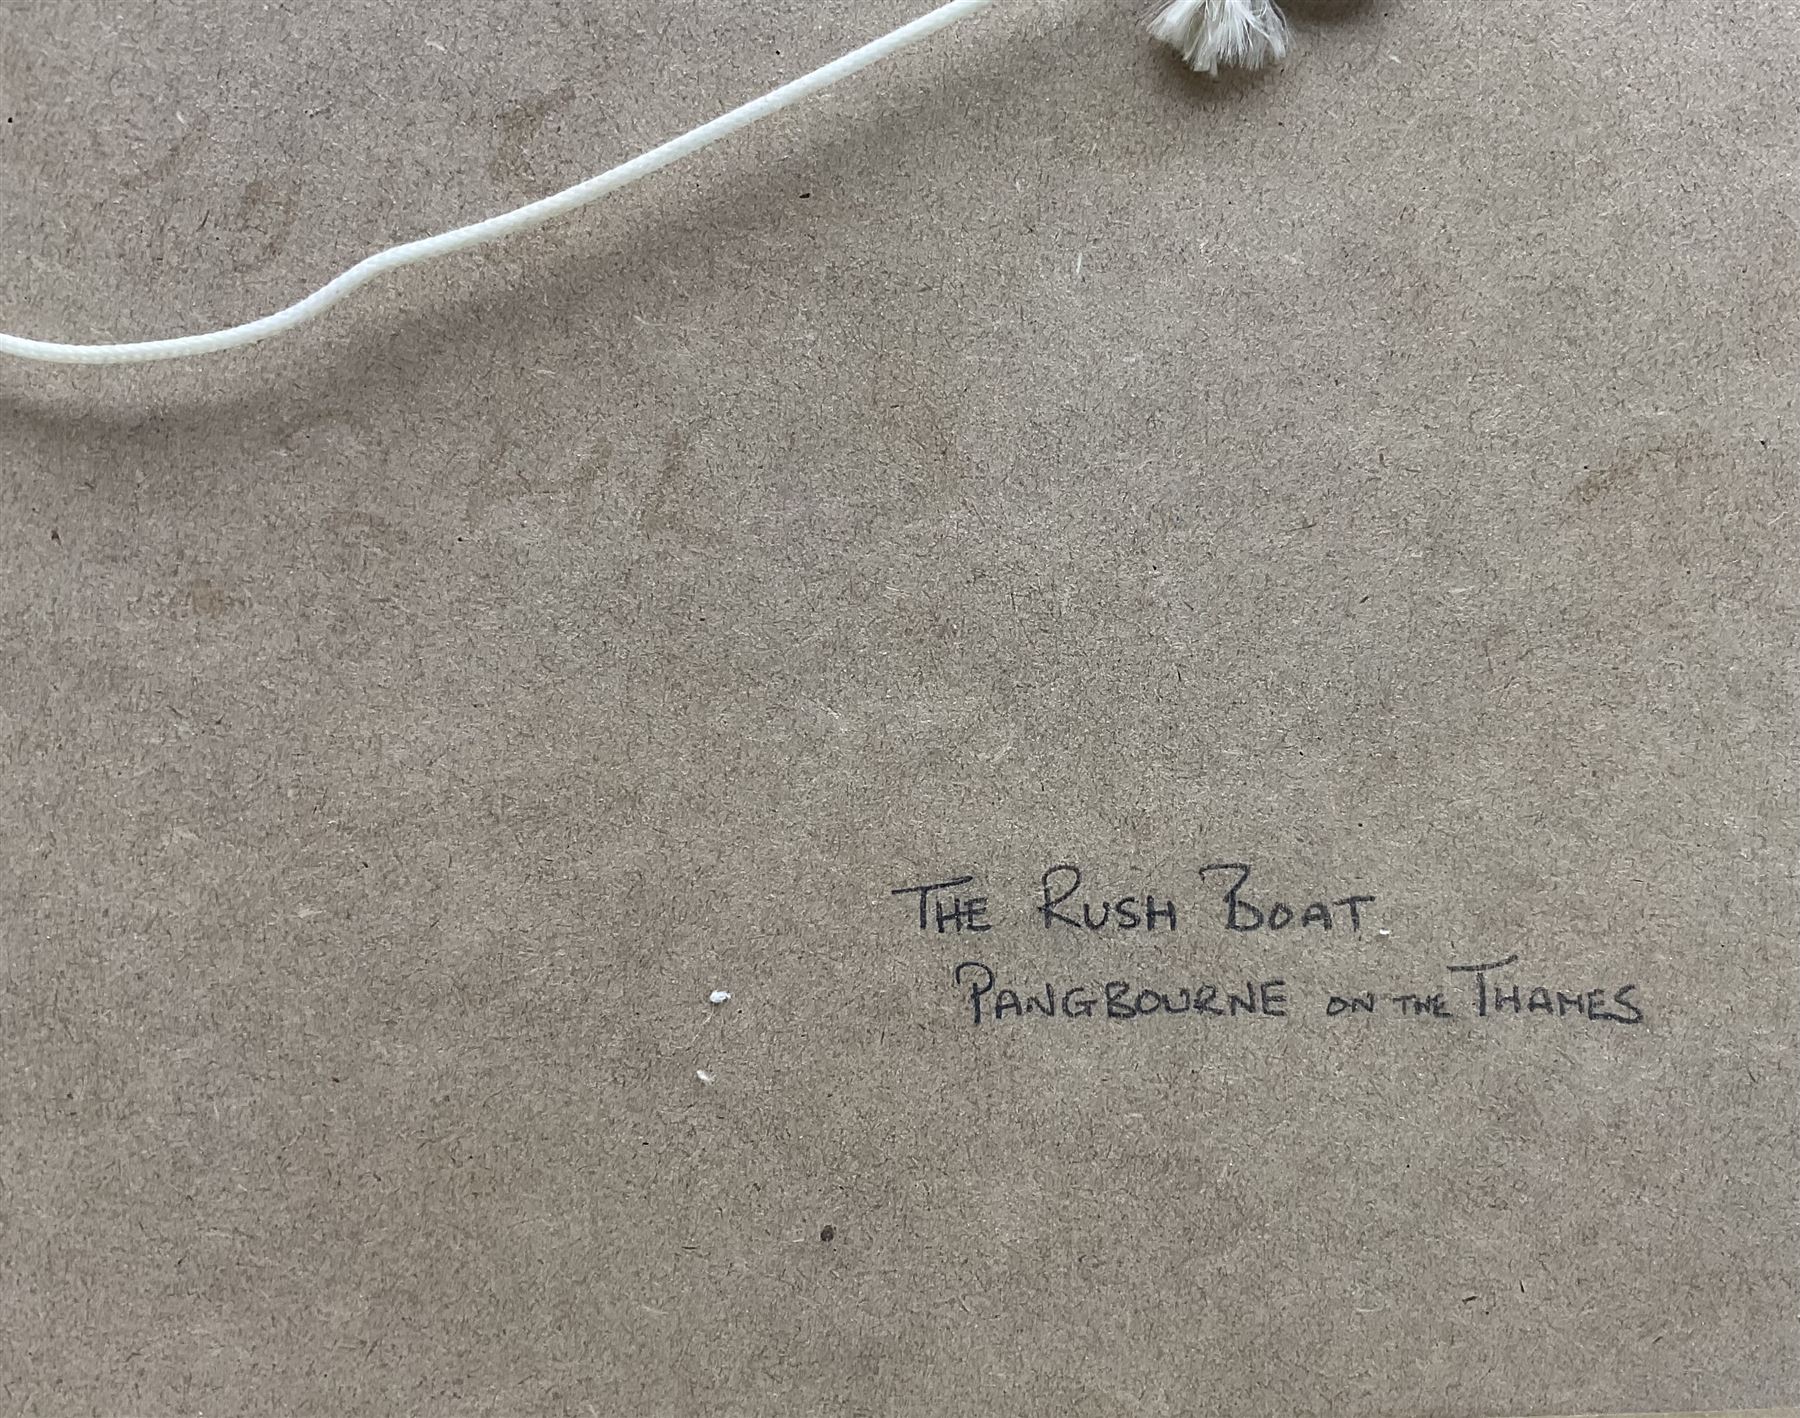 THE RUSH BOAT
PANGBOURNE ON THE THAMES